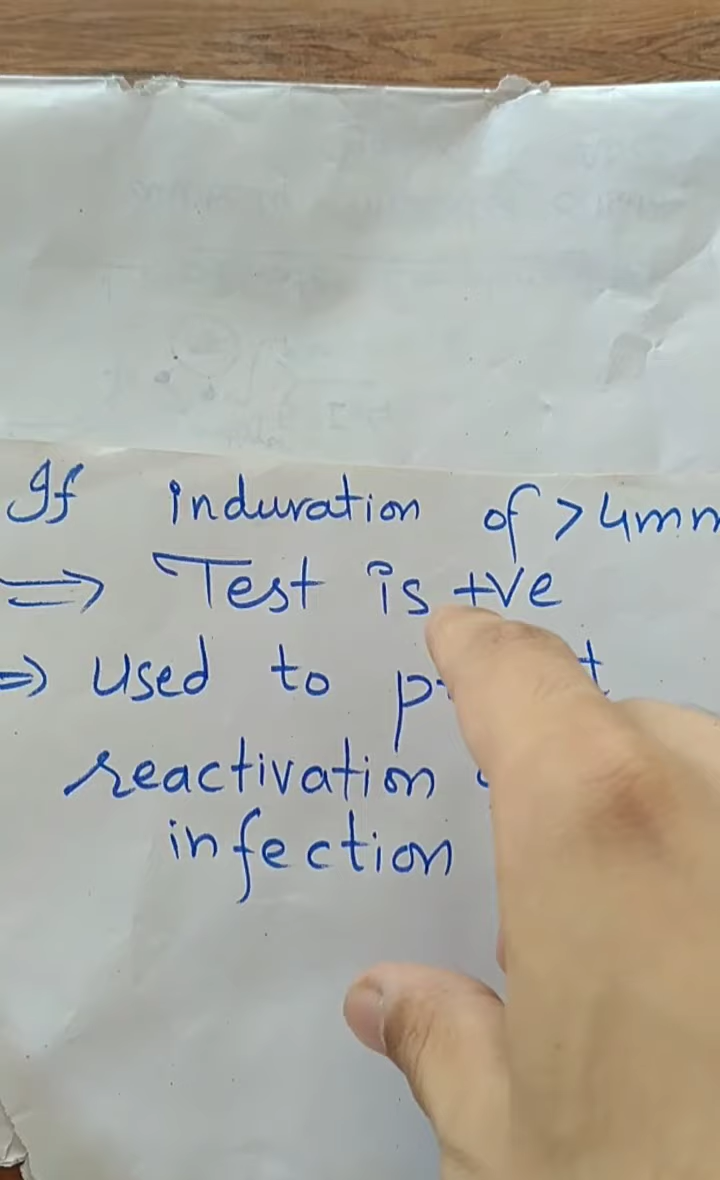 If induration of > 4mm
⇒ Test is +ve
⇒ used to
reactivation
infection